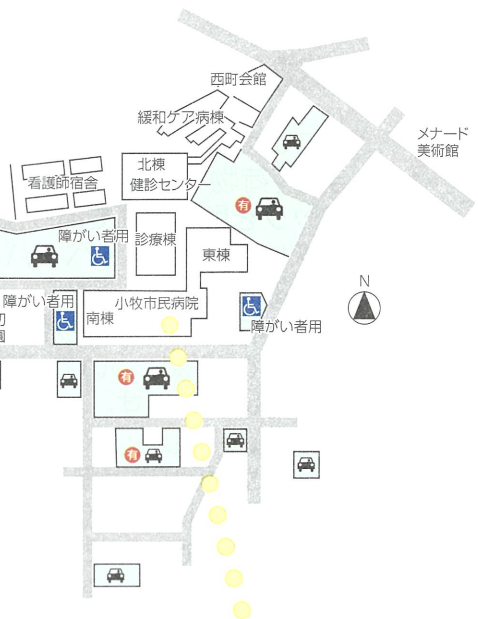 西町会館
緩和ケア病棟
メナード
美術館
北棟
健診センター
看護師宿舎
有
障がい者用
診療棟
東棟
N
障がい者用
小牧市民病院
南棟
障がい者用
園
有
有